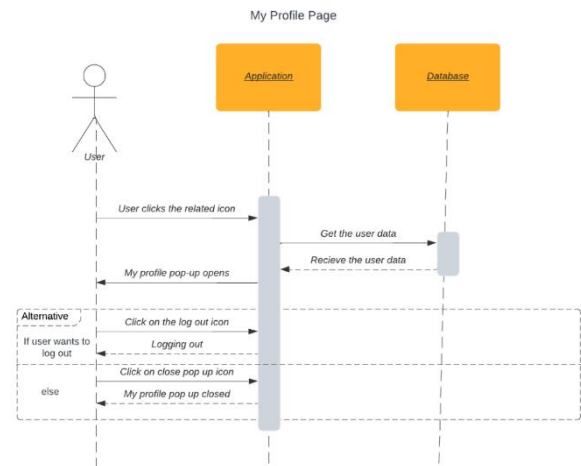 My Profile Page
Application
Database
User
User clicks the related icon
Get the user data
Recieve the user data
My profile pop-up opens
Alternative
Click on the log out icon
If user wants to
log out
Logging out
Click on close pop up icon
else
My profile pop up closed